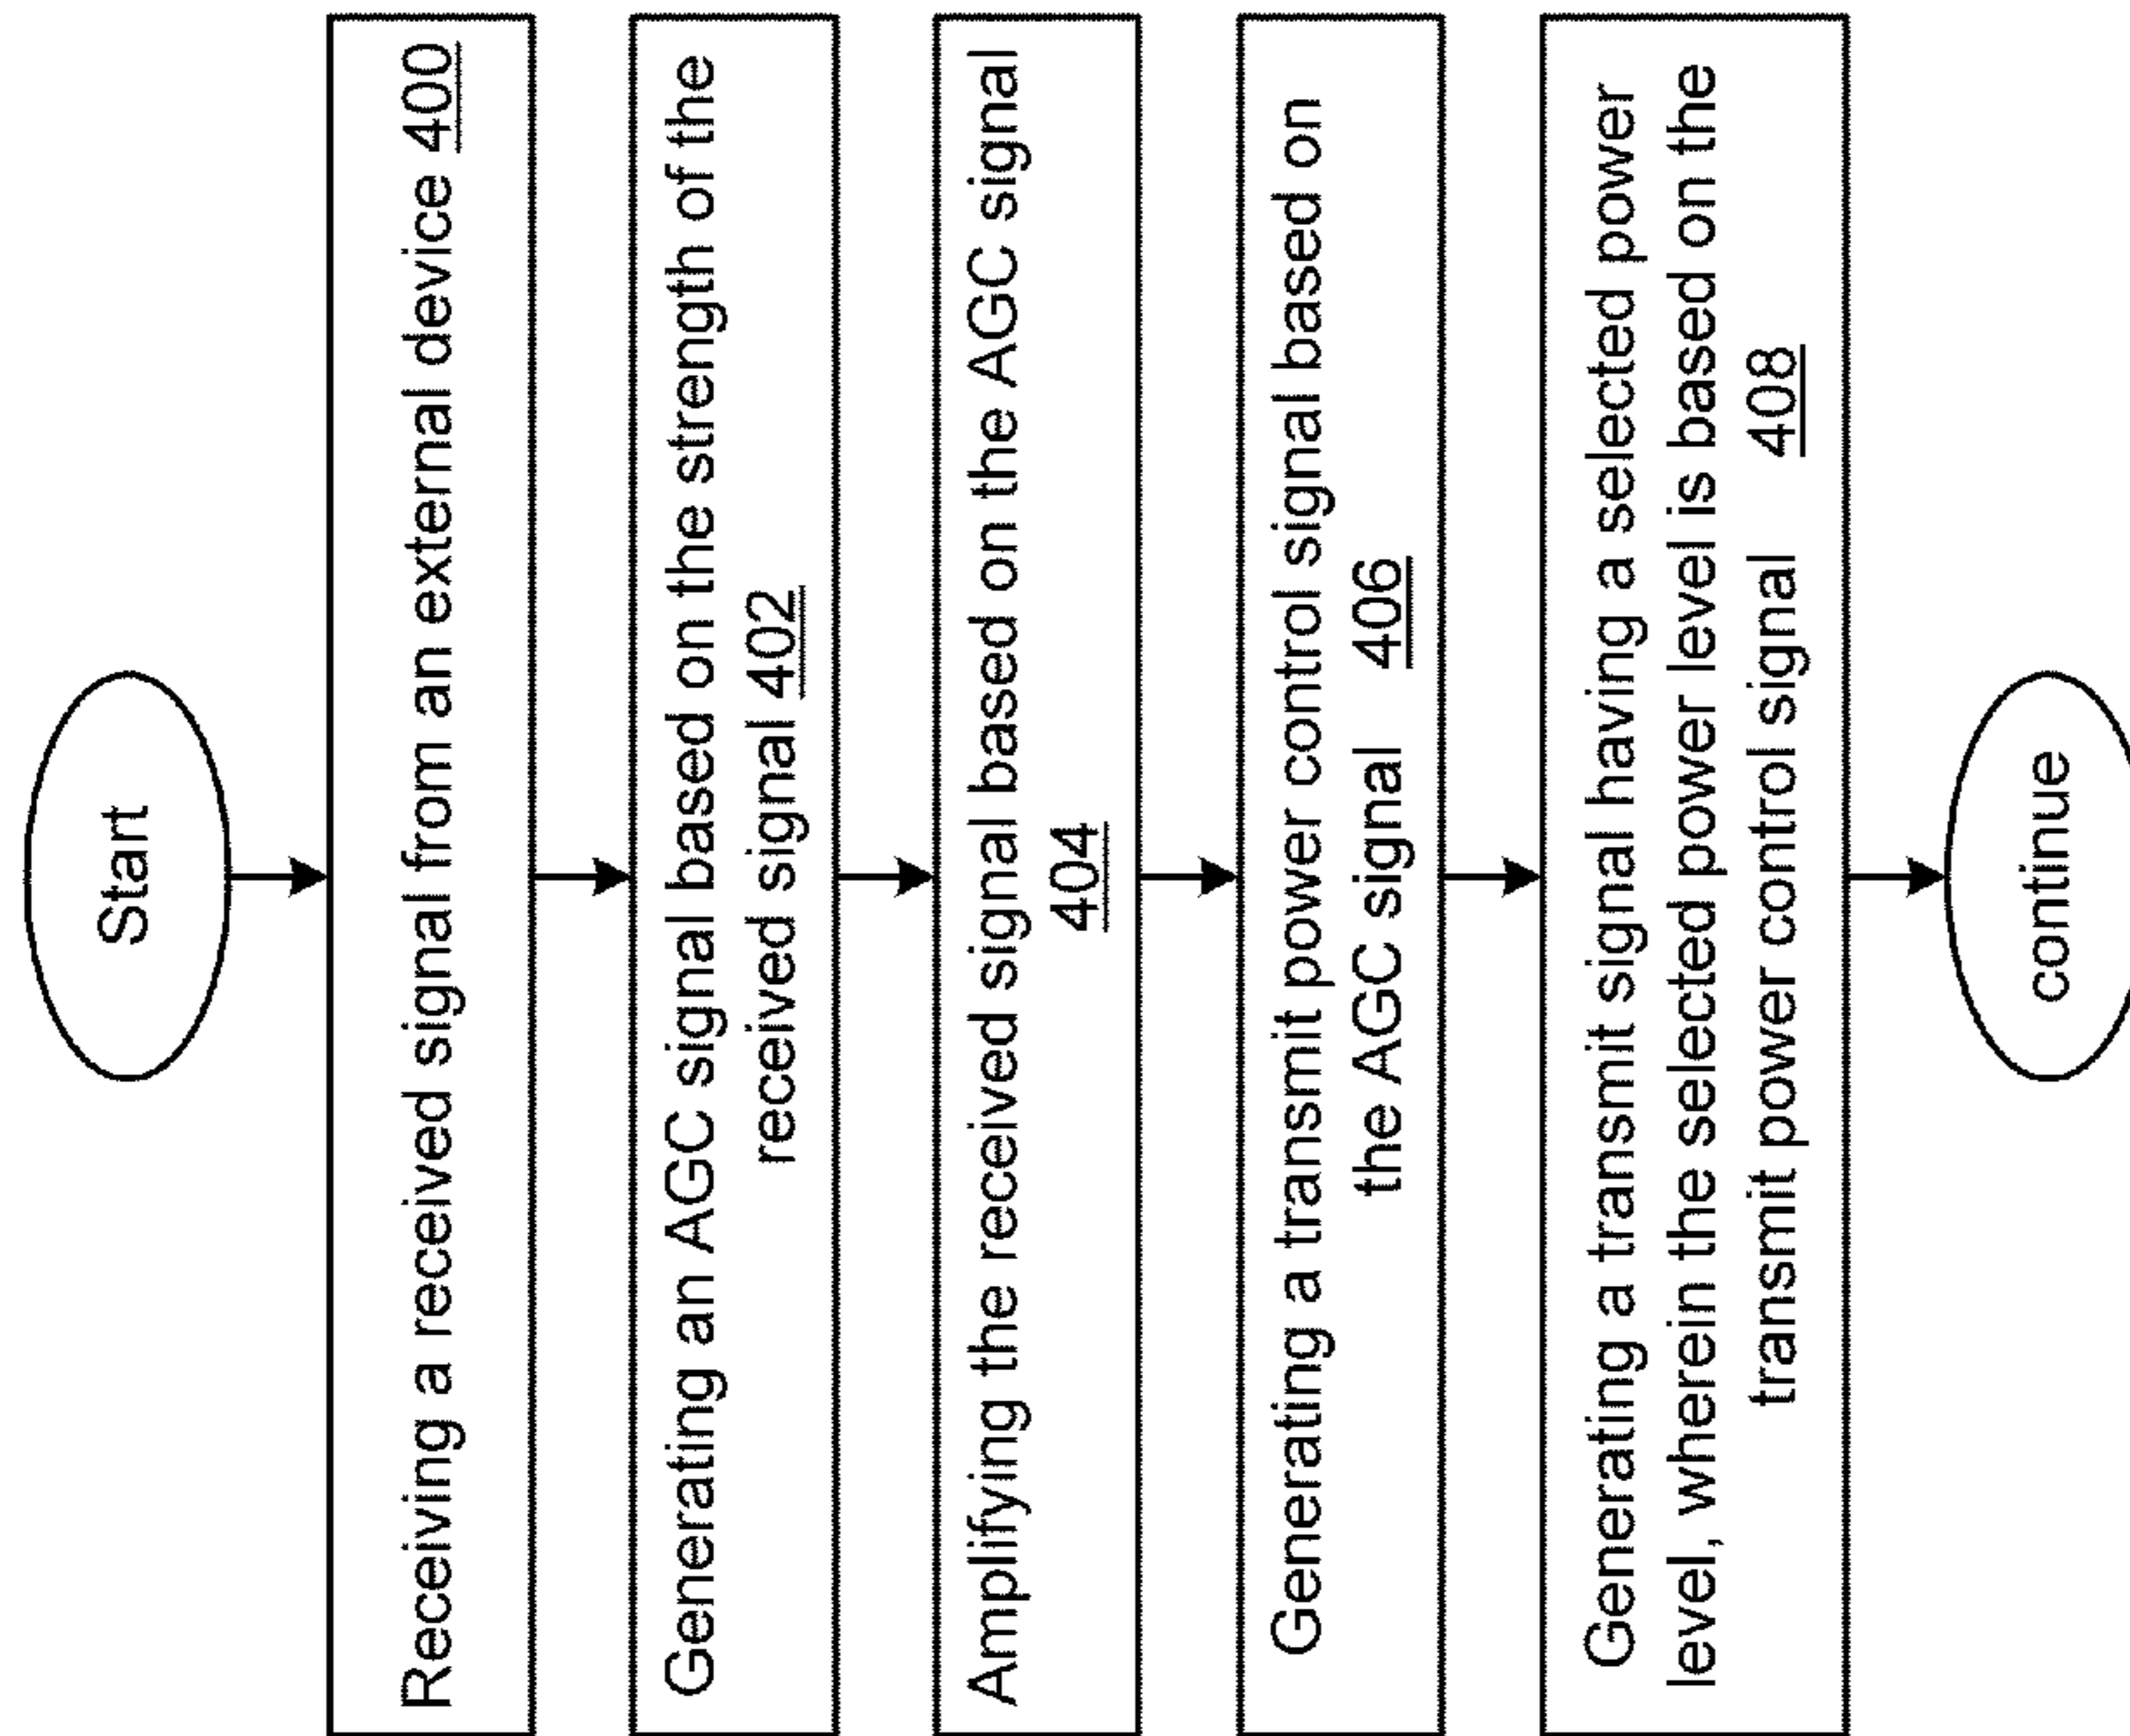 Start
Receiving a received signal from an external device 400
Generating an AGC signal based on the strength of the
received signal 402
Amplifying the received signal based on the AGC signal
404
Generating a transmit power control signal based on
the AGC signal 406
Generating a transmit signal having a selected power
level, wherein the selected power level is based on the
transmit power control signal 408
continue